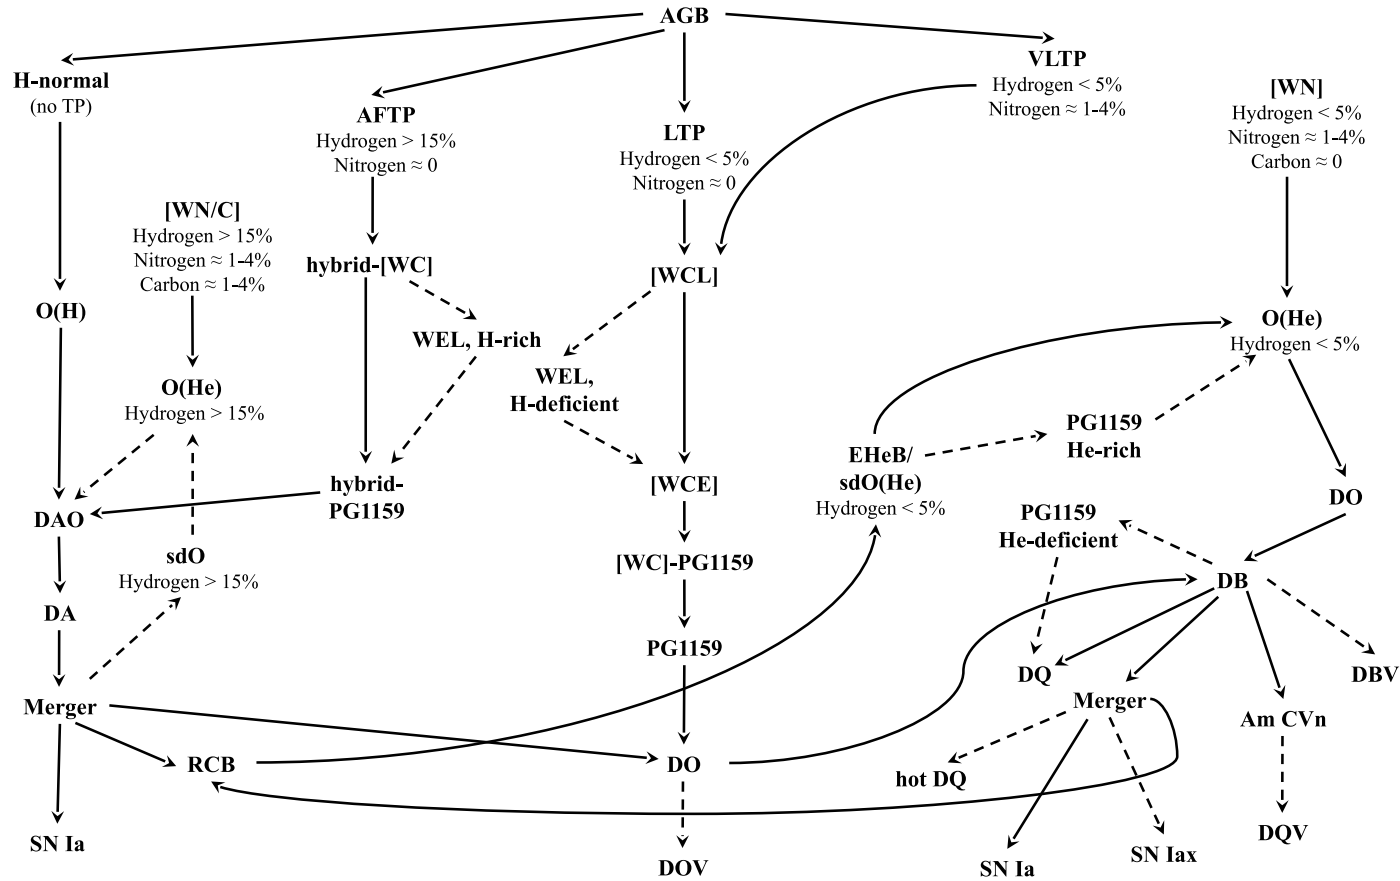 AGB
H-normal
(no TP)
AFTP
Hydrogen > 15%
Nitrogen ≈ 0
LTP
Hydrogen < 5%
Nitrogen ≈ 0
VLTP
Hydrogen < 5%
Nitrogen ≈ 1-4%
[WN]
Hydrogen < 5%
Nitrogen ≈ 1-4%
Carbon ≈ 0
[WN/C]
Hydrogen > 15%
Nitrogen ≈ 1-4%
Carbon ≈ 1-4%
hybrid-[WC]
[WCL]
O(H)
WEL, H-rich
O(He)
Hydrogen < 5%
O(He)
Hydrogen > 15%
WEL,
H-deficient
PG1159
He-rich
EHeB/
sdO(He)
Hydrogen < 5%
hybrid-
PG1159
[WCE]
DO
DAO
PG1159
He-deficient
sdO
Hydrogen > 15%
[WC]-PG1159
DB
DA
PG1159
DQ
DBV
Merger
Merger
Am CVn
RCB
DO
hot DQ
SN Ia
DOV
SN Ia
SN Iax
DQV